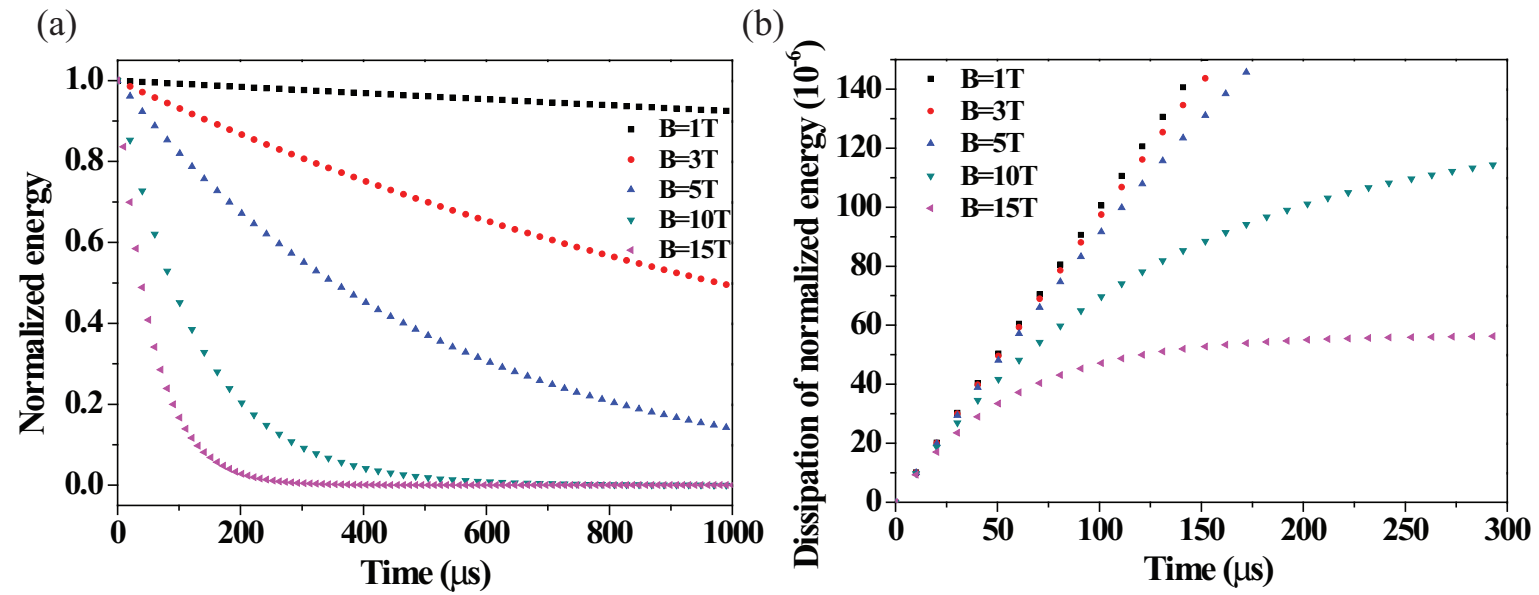 (a)
Normalized energy
1.0
0.8
0.6
0.4
0.2
0.0
B=1T
B=3T
B=5T
B=10T
B=15T
0 200 400 600 800 1000
Time (μs)
(b)
Dissipation of normalized energy (10⁻⁶)
140
120
100
80
60
40
20
0
B=1T
B=3T
B=5T
B=10T
B=15T
0 50 100 150 200 250 300
Time (μs)